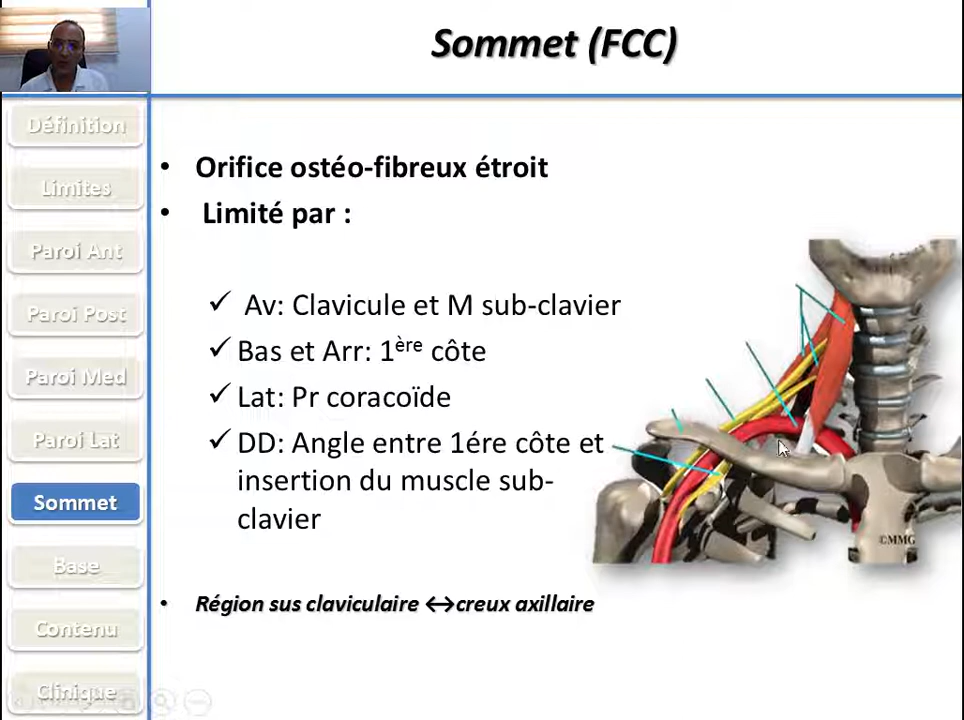 Sommet (FCC)
Définition
Limites
Paroi Ant
Paroi Post
Paroi Med
Paroi Lat
Sommet
Base
Contenu
Clinique
• Orifice ostéo-fibreux étroit
• Limité par :
✓ Av: Clavicule et M sub-clavier
✓ Bas et Arr: 1ère côte
✓ Lat: Pr coracoïde
✓ DD: Angle entre 1ére côte et
insertion du muscle sub-
clavier
• Région sus claviculaire ↔creux axillaire
©MMG